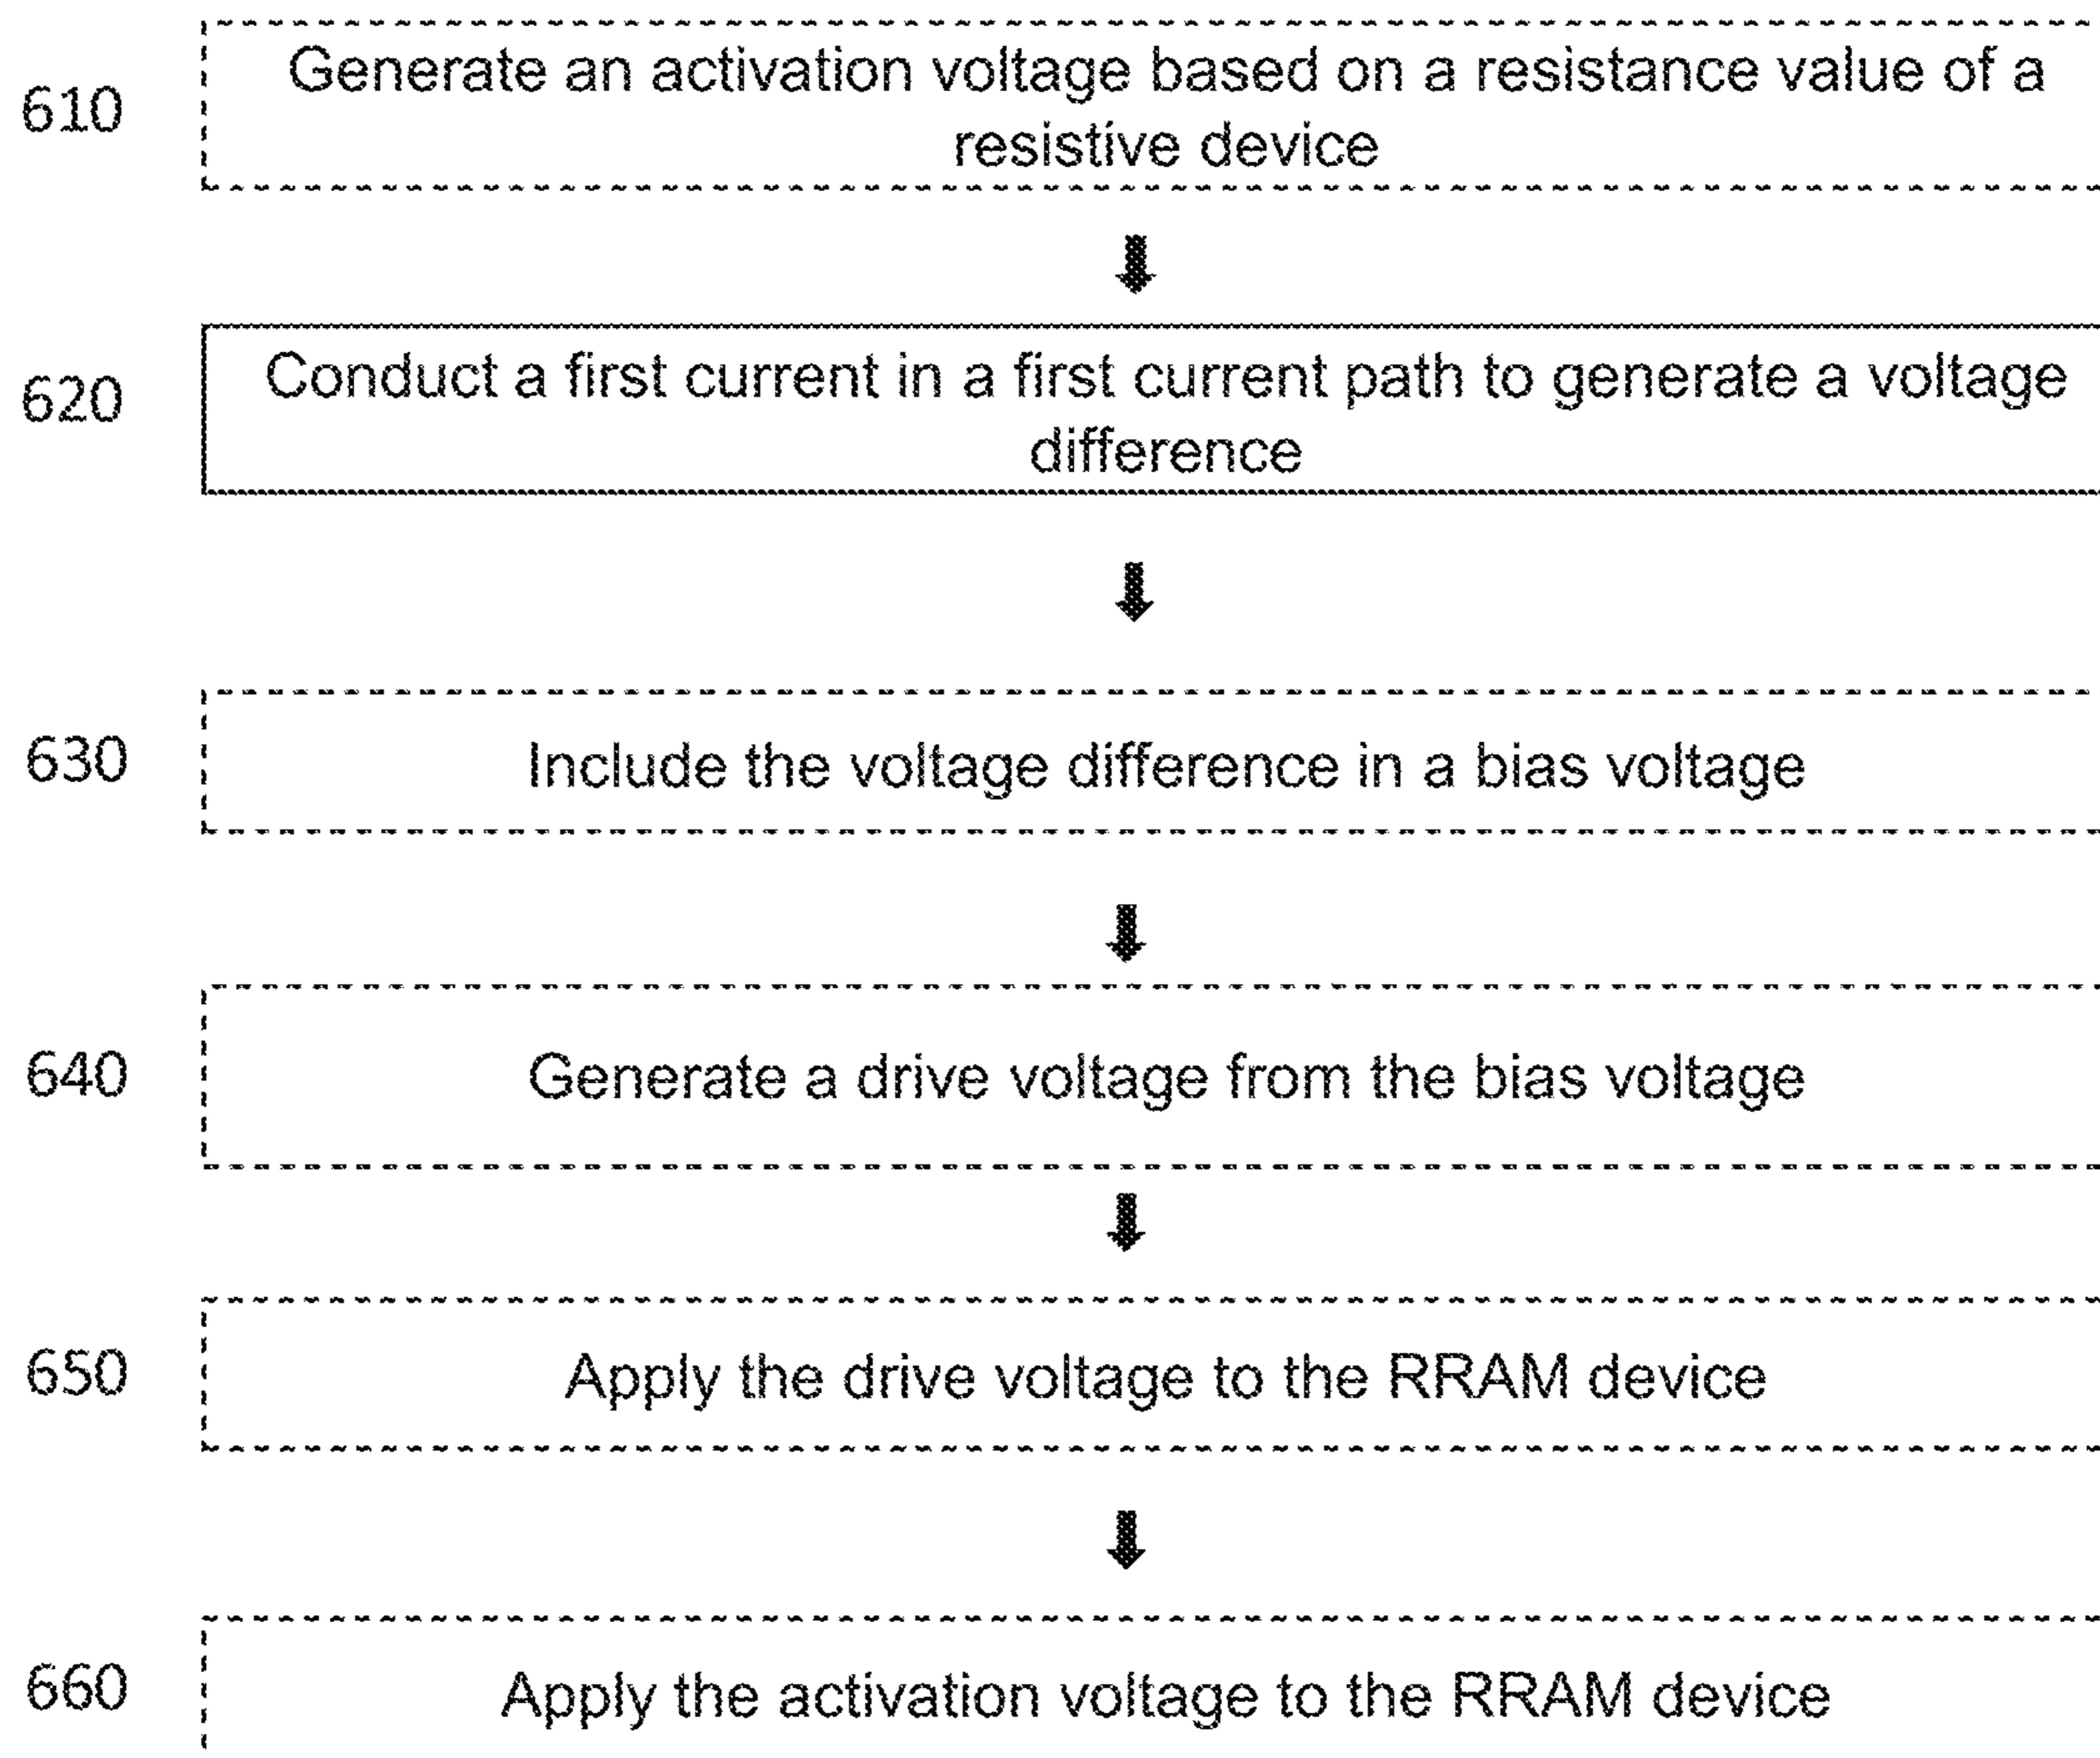 610
Generate an activation voltage based on a resistance value of a
resistive device
620
Conduct a first current in a first current path to generate a voltage
difference
630
Include the voltage difference in a bias voltage
640
Generate a drive voltage from the bias voltage
650
Apply the drive voltage to the RRAM device
660
Apply the activation voltage to the RRAM device